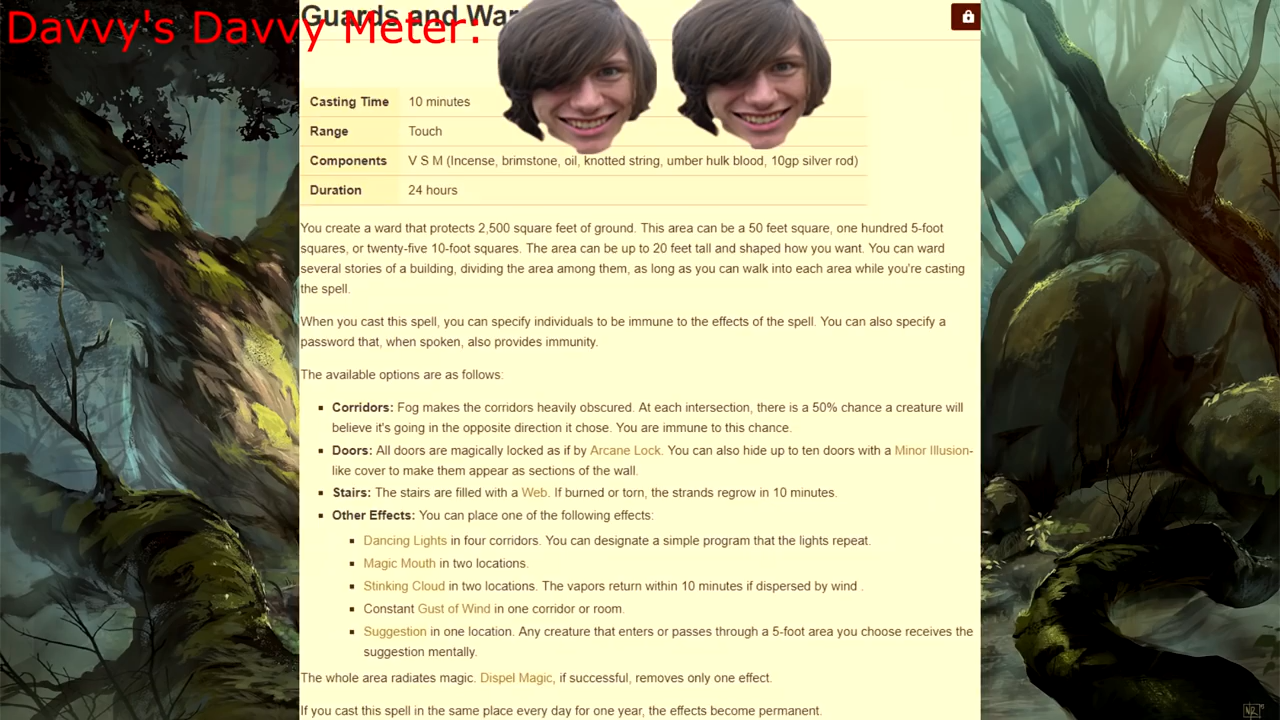 Guards and War
Davvy's Davvy Meter:
Casting Time 10 minutes
Range Touch
Components V S M (Incense, brimstone, oil, knotted string, umber hulk blood, 10gp silver rod)
Duration 24 hours
You create a ward that protects 2,500 square feet of ground. This area can be a 50 feet square, one hundred 5-foot
squares, or twenty-five 10-foot squares. The area can be up to 20 feet tall and shaped how you want. You can ward
several stories of a building, dividing the area among them, as long as you can walk into each area while you're casting
the spell.
When you cast this spell, you can specify individuals to be immune to the effects of the spell. You can also specify a
password that, when spoken, also provides immunity.
The available options are as follows:
Corridors: Fog makes the corridors heavily obscured. At each intersection, there is a 50% chance a creature will
believe it's going in the opposite direction it chose. You are immune to this chance.
Doors: All doors are magically locked as if by Arcane Lock. You can also hide up to ten doors with a Minor Illusion-
like cover to make them appear as sections of the wall.
Stairs: The stairs are filled with a Web. If burned or torn, the strands regrow in 10 minutes.
Other Effects: You can place one of the following effects:
Dancing Lights in four corridors. You can designate a simple program that the lights repeat.
Magic Mouth in two locations.
Stinking Cloud in two locations. The vapors return within 10 minutes if dispersed by wind .
Constant Gust of Wind in one corridor or room.
Suggestion in one location. Any creature that enters or passes through a 5-foot area you choose receives the
suggestion mentally.
The whole area radiates magic. Dispel Magic, if successful, removes only one effect.
If you cast this spell in the same place every day for one year, the effects become permanent.